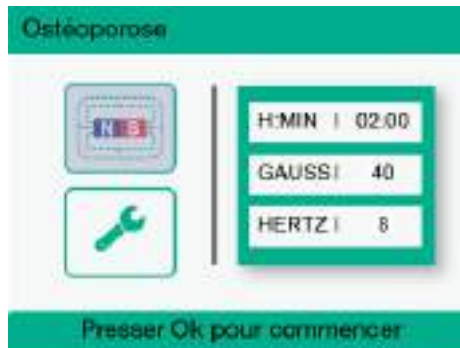 Ostéoporose
N S
H:MIN | 02:00
GAUSS | 40
HERTZ | 8
Presser Ok pour commencer